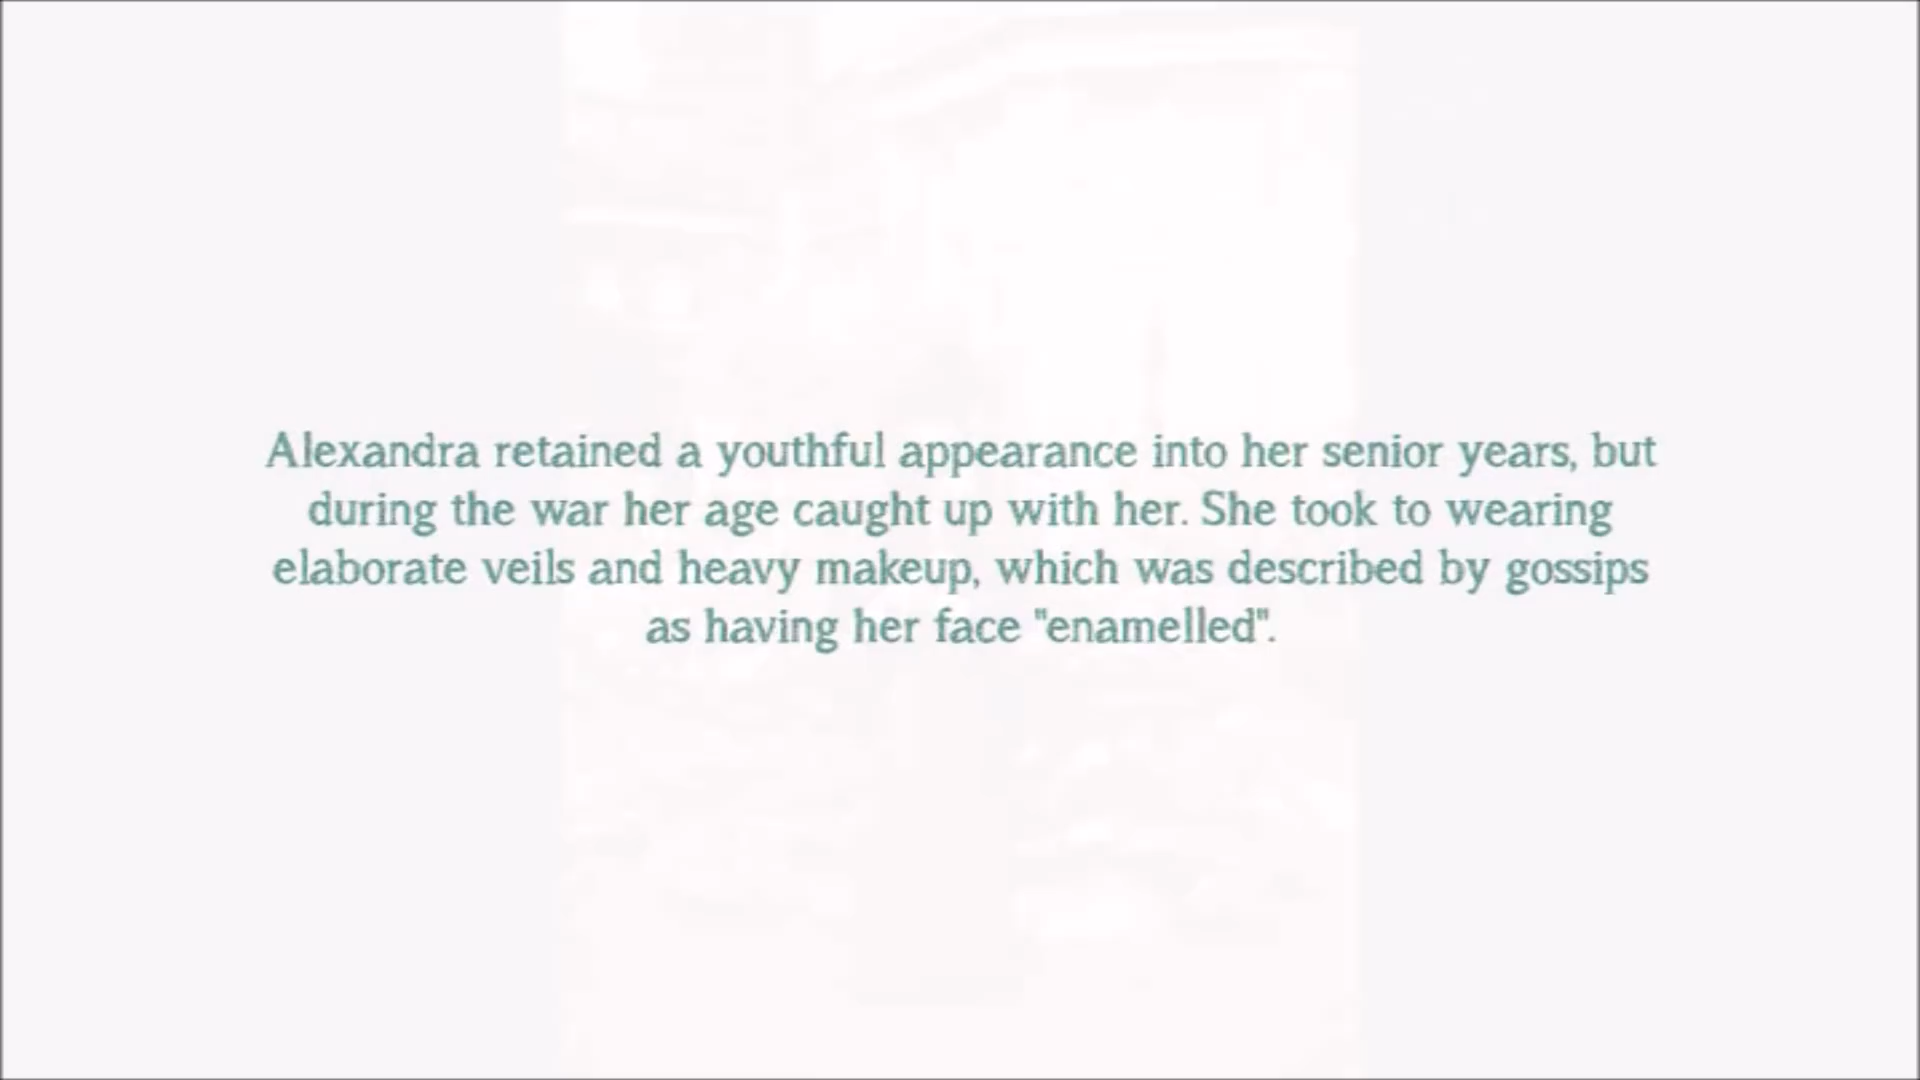 Alexandra retained a youthful appearance into her senior years, but
during the war her age caught up with her. She took to wearing
elaborate veils and heavy makeup, which was described by gossips
as having her face "enamelled".